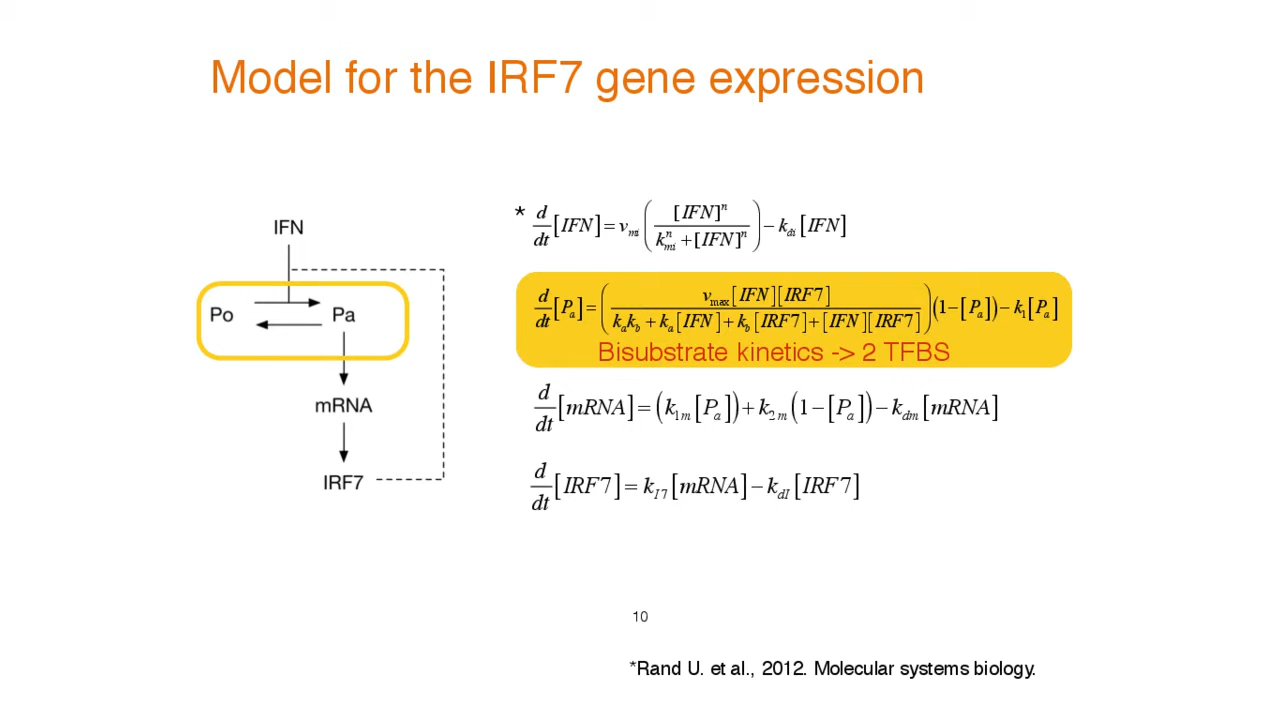 Model for the IRF7 gene expression
IFN
Po
Pa
mRNA
IRF7
* d/dt [IFN] = v_mi ( [IFN]^n / (k_mi^n + [IFN]^n) ) − k_di [IFN]
d/dt [P_a] = ( v_max [IFN][IRF7] / (k_a k_b + k_a [IFN] + k_b [IRF7] + [IFN][IRF7]) ) (1−[P_a]) − k_1 [P_a]
Bisubstrate kinetics -> 2 TFBS
d/dt [mRNA] = (k_1m [P_a]) + k_2m (1−[P_a]) − k_dm [mRNA]
d/dt [IRF7] = k_I7 [mRNA] − k_dI [IRF7]
10
*Rand U. et al., 2012. Molecular systems biology.